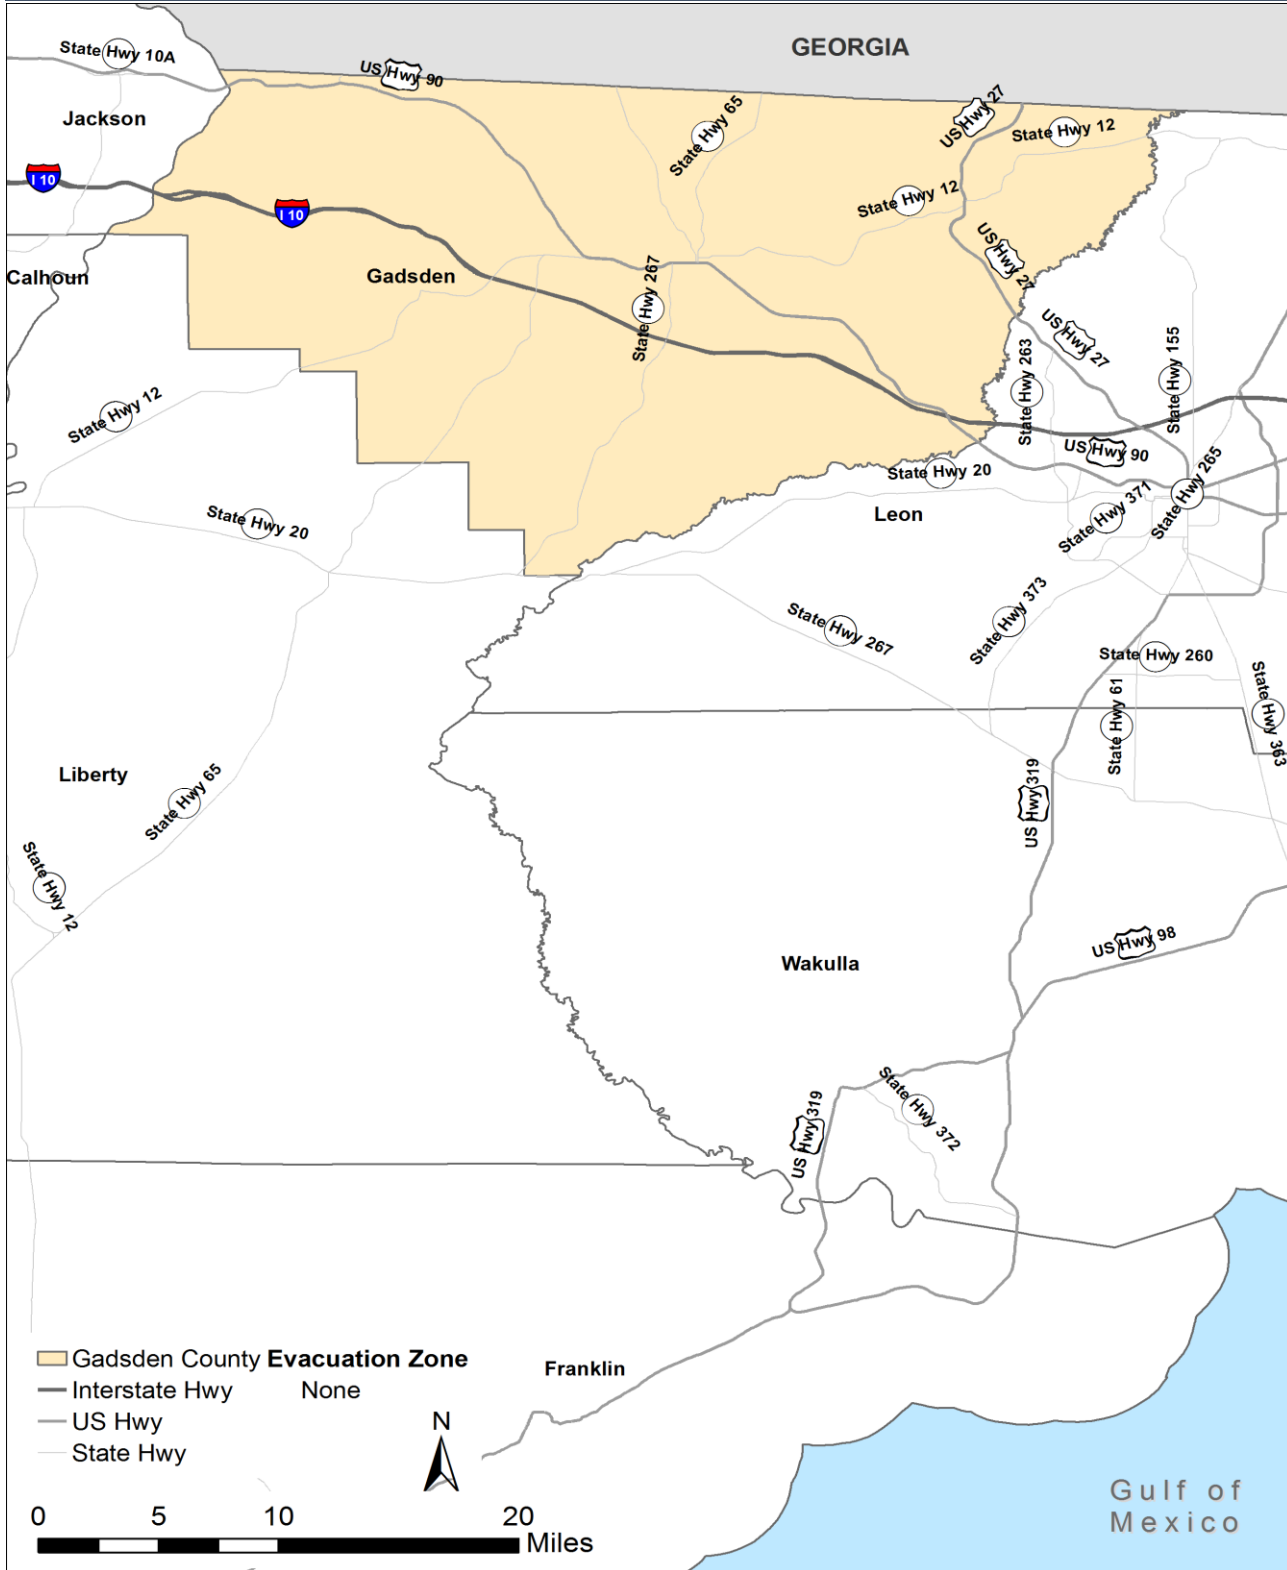 GEORGIA
State Hwy 10A
US Hwy 90
Jackson
State Hwy 65
US Hwy 27
State Hwy 12
I 10
I 10
State Hwy 12
US Hwy 27
Calhoun
Gadsden
State Hwy 267
US Hwy 27
State Hwy 263
State Hwy 155
State Hwy 12
US Hwy 90
State Hwy 20
State Hwy 265
State Hwy 371
Leon
State Hwy 20
State Hwy 373
State Hwy 267
State Hwy 260
State Hwy 61
State Hwy 363
Liberty
State Hwy 65
US Hwy 319
State Hwy 12
US Hwy 98
Wakulla
State Hwy 372
US Hwy 319
Gadsden County Evacuation Zone
Interstate Hwy None
US Hwy
State Hwy
Franklin
N
0 5 10 20
Miles
Gulf of
Mexico